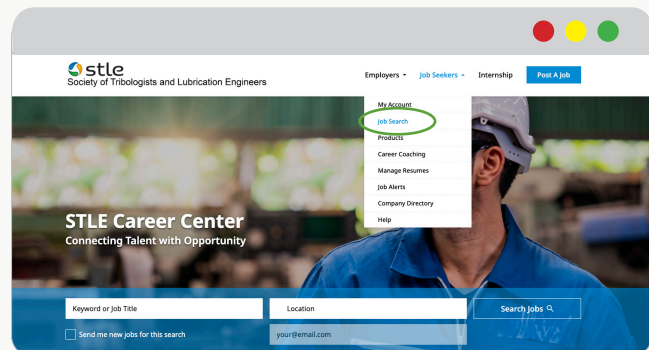 stle
Society of Tribologists and Lubrication Engineers
Employers
Job Seekers
Internship
Post A Job
My Account
Job Search
Products
Career Coaching
Manage Resumes
Job Alerts
Company Directory
Help
STLE Career Center
Connecting Talent with Opportunity
Keyword or Job Title
Location
Search Jobs
Send me new jobs for this search
your@email.com